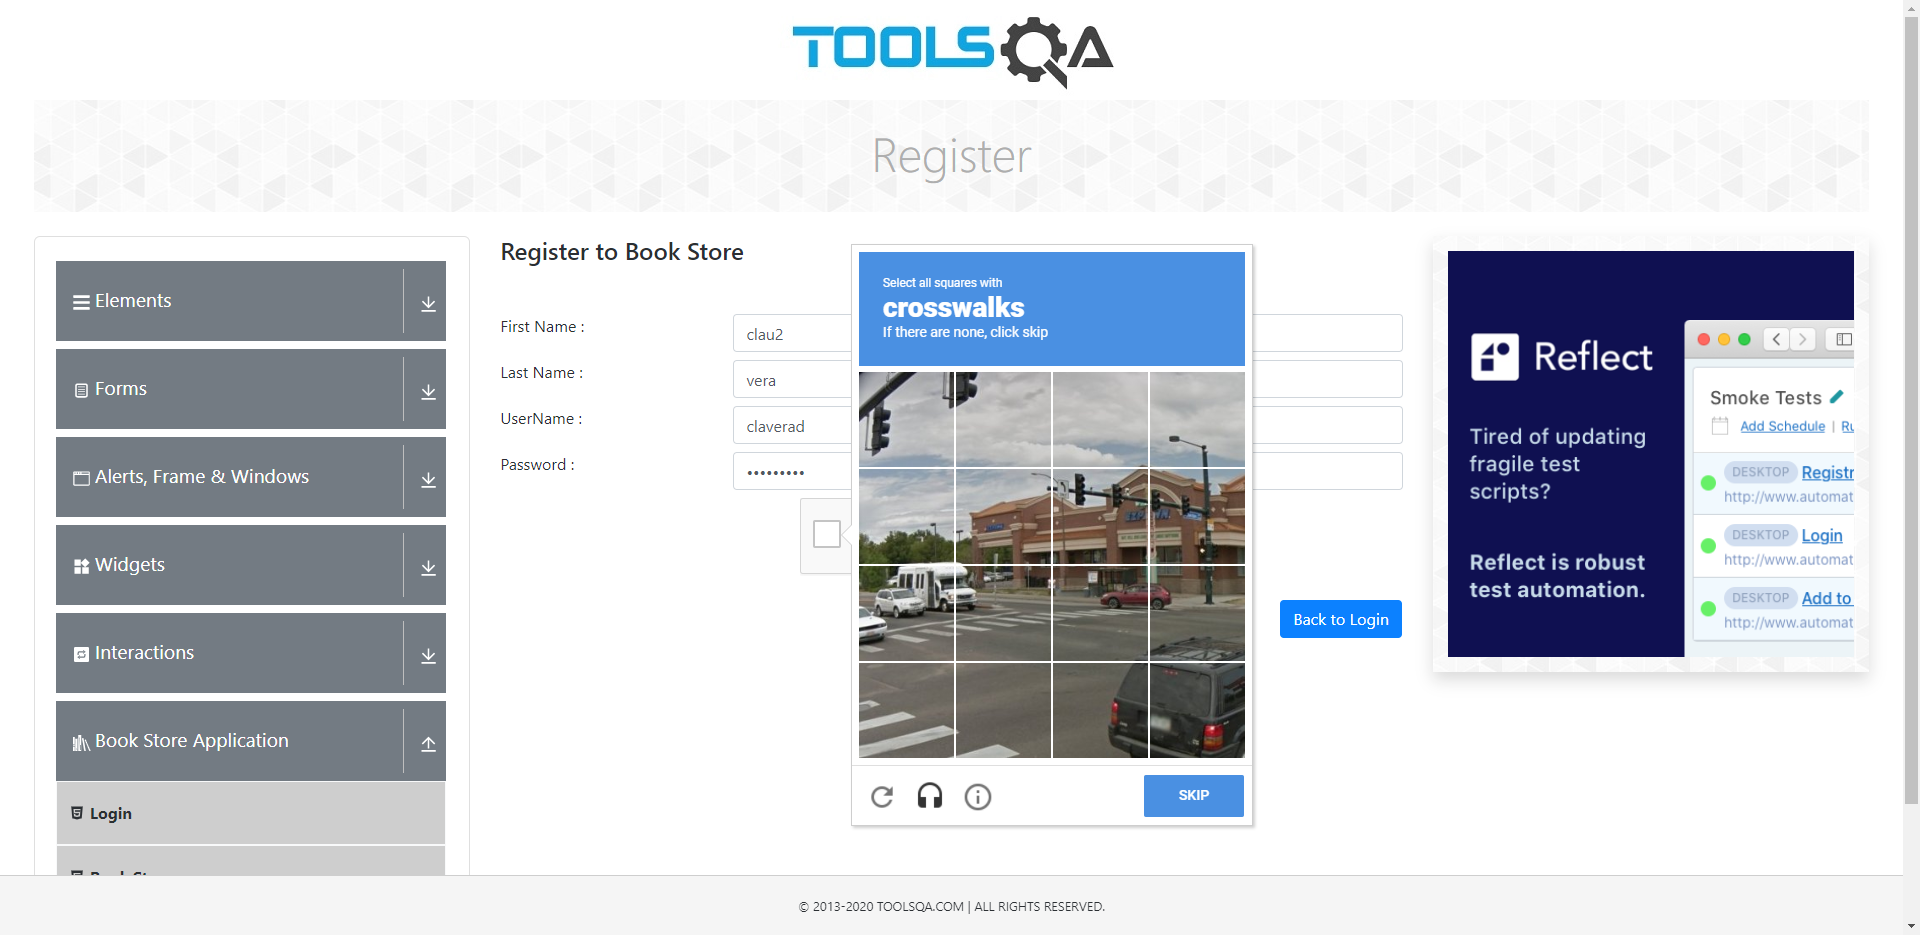 TOOLSQA
Register
Elements
Forms
Alerts, Frame & Windows
Widgets
Interactions
Book Store Application
Login
Register to Book Store
First Name :
clau2
Last Name :
vera
UserName :
claverad
Password :
•••••••••
Select all squares with
crosswalks
If there are none, click skip
SKIP
Back to Login
Reflect
Tired of updating
fragile test
scripts?
Reflect is robust
test automation.
Smoke Tests
Add Schedule | Ru
DESKTOP Registr
http://www.automat
DESKTOP Login
http://www.automat
DESKTOP Add to
http://www.automat
© 2013-2020 TOOLSQA.COM | ALL RIGHTS RESERVED.